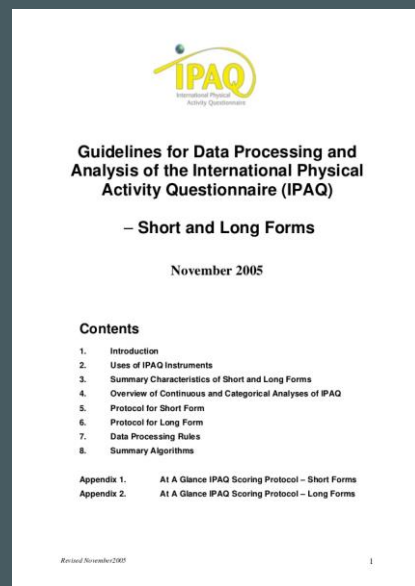 IPAQ
International Physical
Activity Questionnaire
Guidelines for Data Processing and
Analysis of the International Physical
Activity Questionnaire (IPAQ)
– Short and Long Forms
November 2005
Contents
1. Introduction
2. Uses of IPAQ Instruments
3. Summary Characteristics of Short and Long Forms
4. Overview of Continuous and Categorical Analyses of IPAQ
5. Protocol for Short Form
6. Protocol for Long Form
7. Data Processing Rules
8. Summary Algorithms
Appendix 1. At A Glance IPAQ Scoring Protocol – Short Forms
Appendix 2. At A Glance IPAQ Scoring Protocol – Long Forms
Revised November2005 1